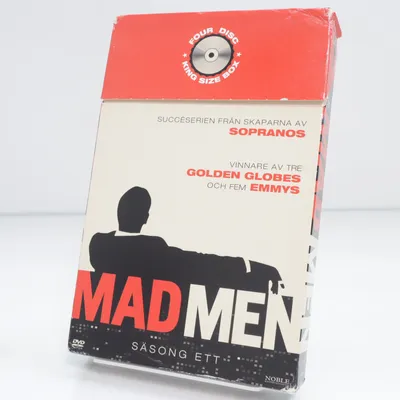 FOUR DISC
KING SIZE BOX
SUCCÉSERIEN FRÅN SKAPARNA AV
SOPRANOS
VINNARE AV TRE
GOLDEN GLOBES
OCH FEM EMMYS
MAD MEN
SÄSONG ETT
DVD
NOBLE